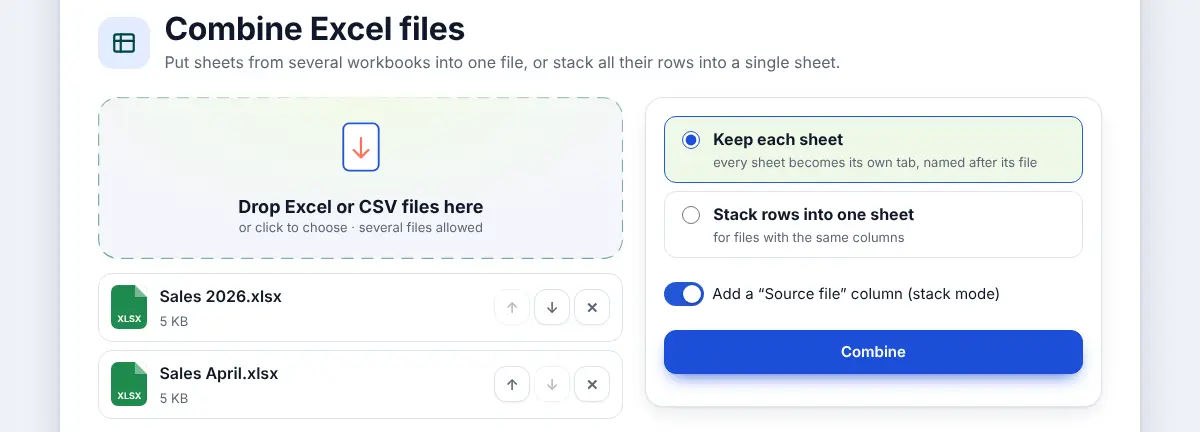 Combine Excel files
Put sheets from several workbooks into one file, or stack all their rows into a single sheet.
Drop Excel or CSV files here
or click to choose · several files allowed
XLSX
Sales 2026.xlsx
5 KB
XLSX
Sales April.xlsx
5 KB
Keep each sheet
every sheet becomes its own tab, named after its file
Stack rows into one sheet
for files with the same columns
Add a “Source file” column (stack mode)
Combine